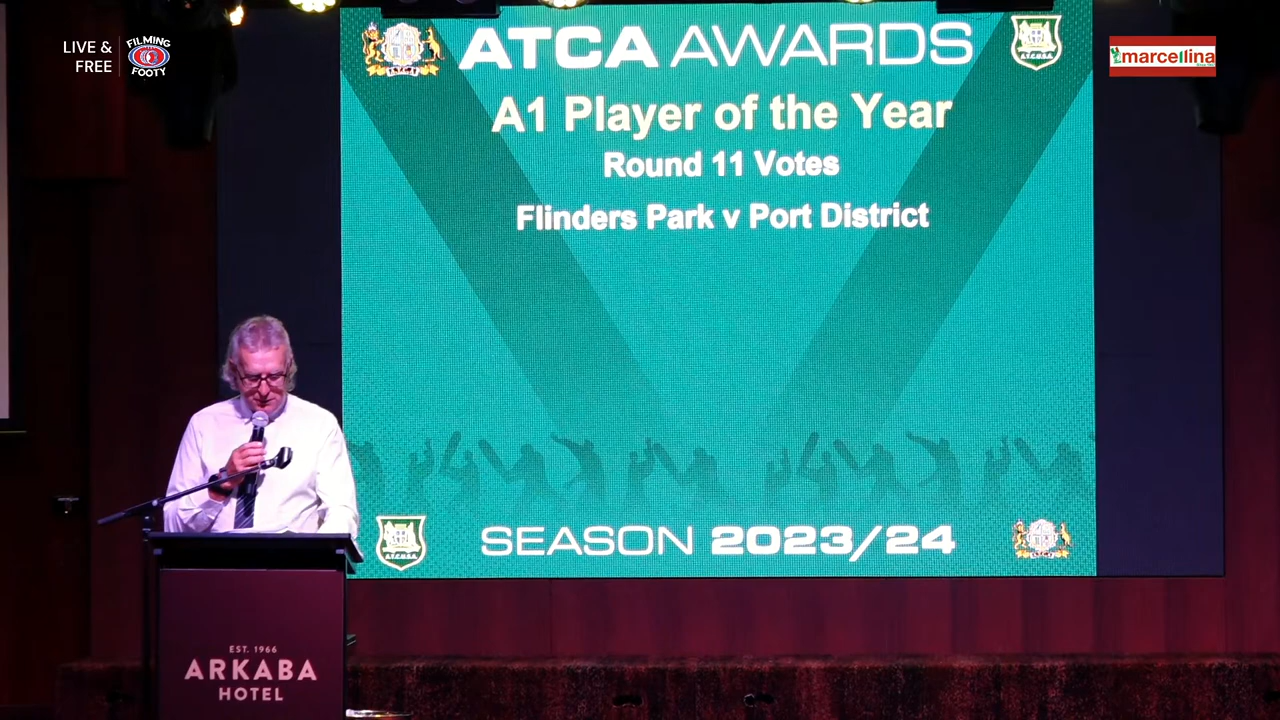 LIVE &
FREE
FILMING
FOOTY
marcellina
ATCA AWARDS
A1 Player of the Year
Round 11 Votes
Flinders Park v Port District
SEASON 2023/24
EST. 1966
ARKABA
HOTEL